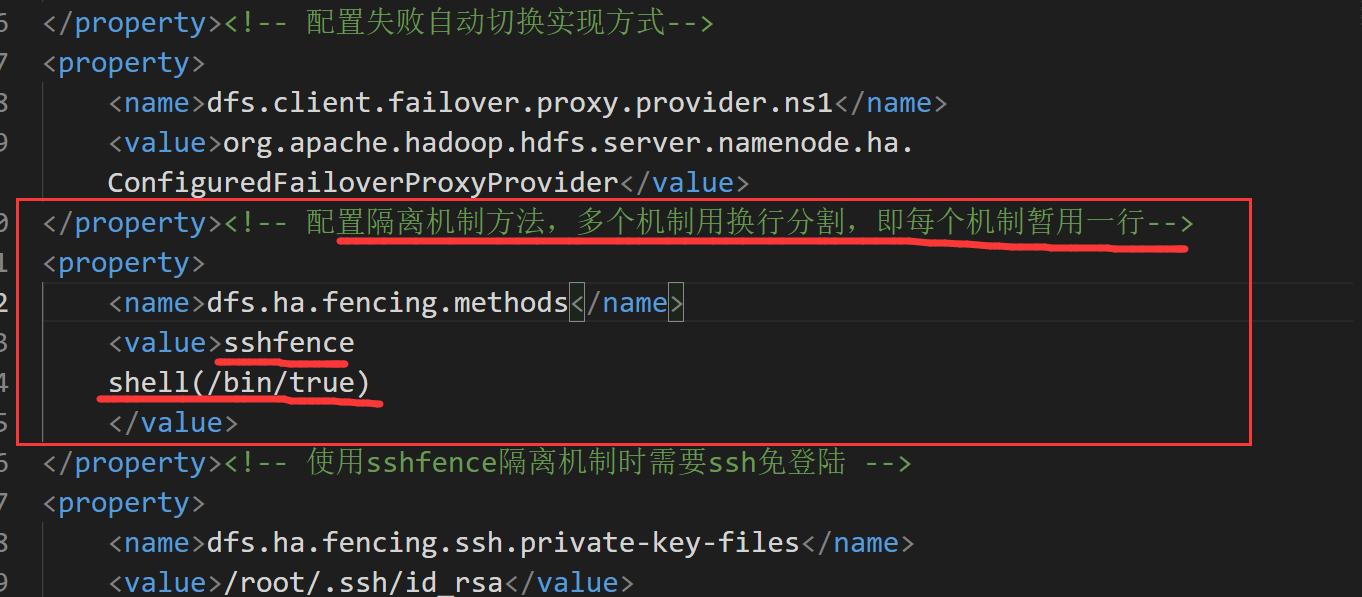 6 </property><!-- 配置失败自动切换实现方式-->
7 <property>
8 <name>dfs.client.failover.proxy.provider.ns1</name>
9 <value>org.apache.hadoop.hdfs.server.namenode.ha.
ConfiguredFailoverProxyProvider</value>
0 </property><!-- 配置隔离机制方法，多个机制用换行分割，即每个机制暂用一行-->
1 <property>
2 <name>dfs.ha.fencing.methods</name>
3 <value>sshfence
4 shell(/bin/true)
5 </value>
6 </property><!-- 使用sshfence隔离机制时需要ssh免登陆 -->
7 <property>
8 <name>dfs.ha.fencing.ssh.private-key-files</name>
9 <value>/root/.ssh/id_rsa</value>